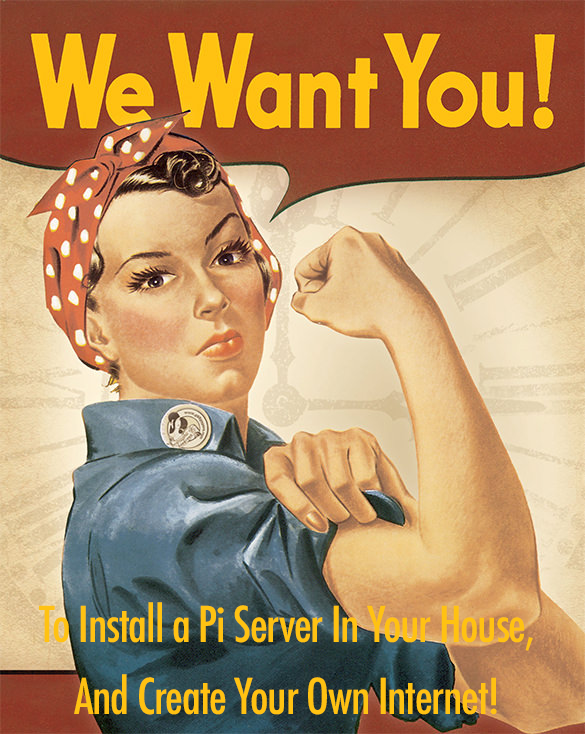 We Want You!
To Install a Pi Server In Your House,
And Create Your Own Internet!